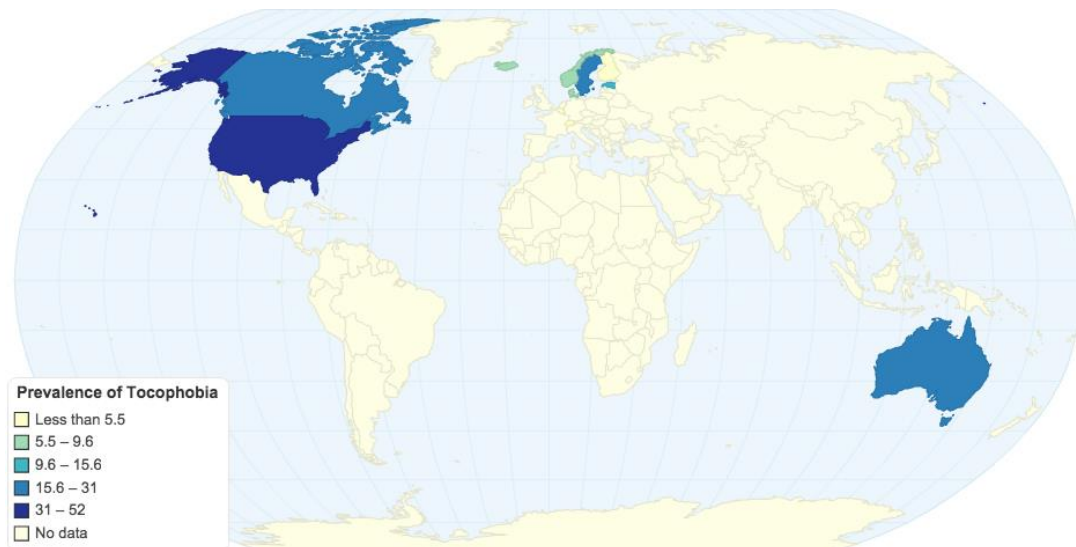 Prevalence of Tocophobia
Less than 5.5
5.5 – 9.6
9.6 – 15.6
15.6 – 31
31 – 52
No data